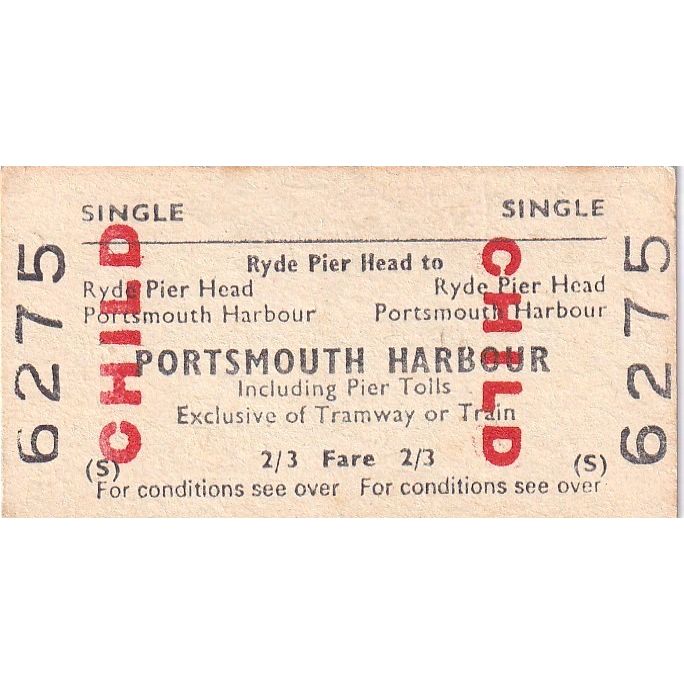 SINGLE SINGLE
Ryde Pier Head to
Ryde Pier Head Ryde Pier Head
Portsmouth Harbour Portsmouth Harbour
PORTSMOUTH HARBOUR
Including Pier Tolls
Exclusive of Tramway or Train
(S) 2/3 Fare 2/3 (S)
For conditions see over For conditions see over
6275
CHILD
CHILD
6275